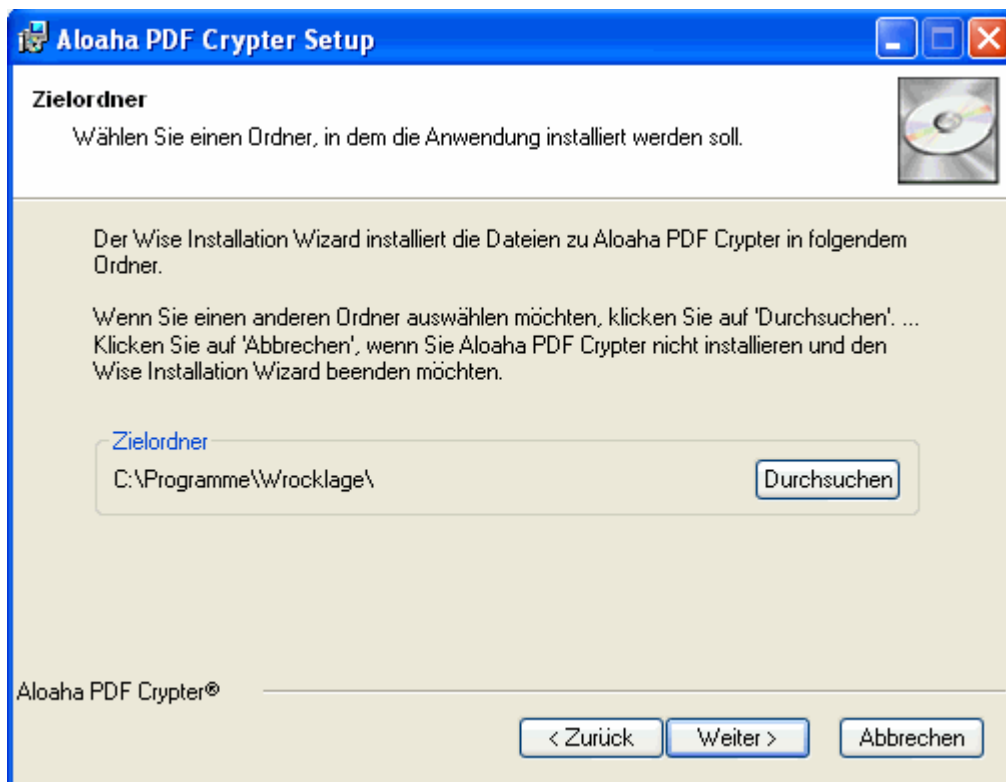 Aloaha PDF Crypter Setup
Zielordner
Wählen Sie einen Ordner, in dem die Anwendung installiert werden soll.
Der Wise Installation Wizard installiert die Dateien zu Aloaha PDF Crypter in folgendem
Ordner.
Wenn Sie einen anderen Ordner auswählen möchten, klicken Sie auf 'Durchsuchen'. ...
Klicken Sie auf 'Abbrechen', wenn Sie Aloaha PDF Crypter nicht installieren und den
Wise Installation Wizard beenden möchten.
Zielordner
C:\Programme\Wrocklage\
Durchsuchen
Aloaha PDF Crypter®
< Zurück
Weiter >
Abbrechen